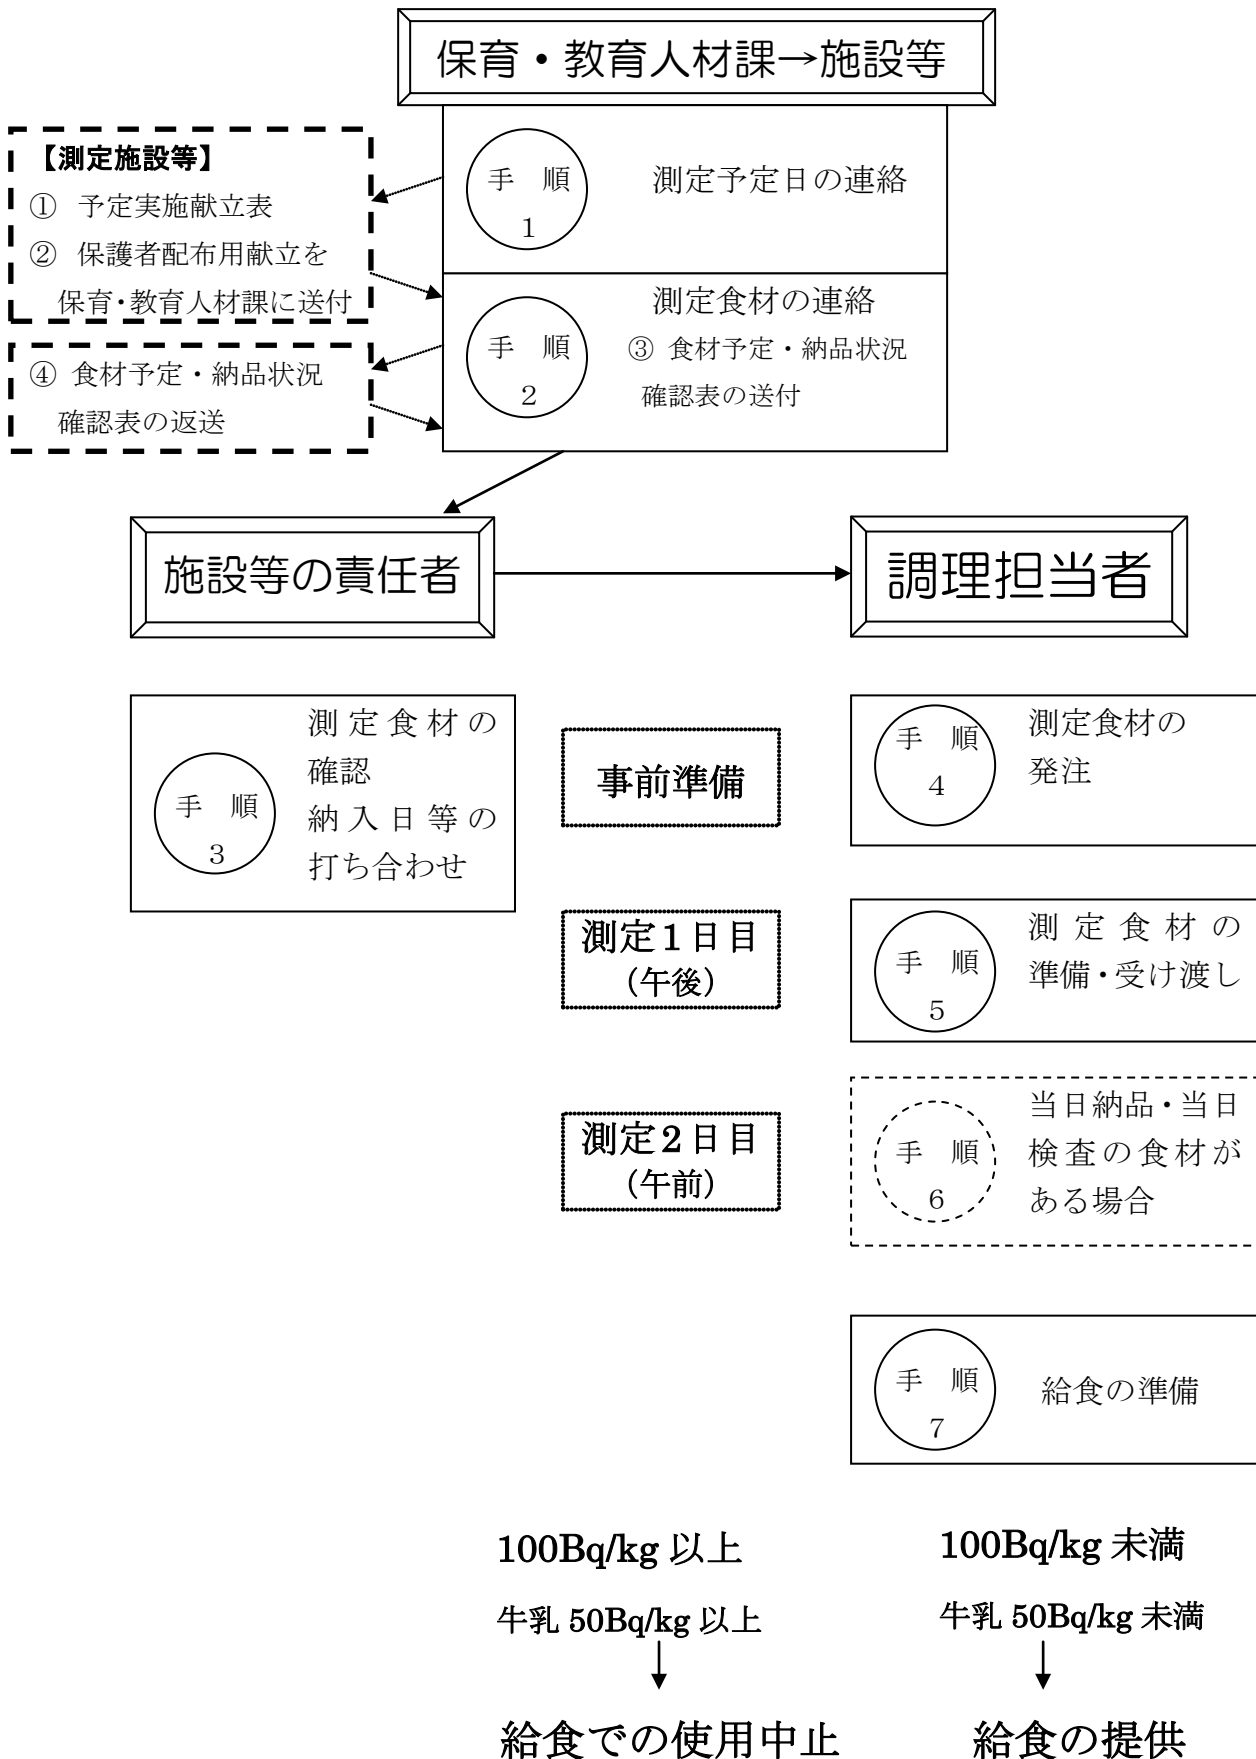 保育・教育人材課→施設等
手 順
1
測定予定日の連絡
【測定施設等】
① 予定実施献立表
② 保護者配布用献立を
保育・教育人材課に送付
手 順
2
測定食材の連絡
③ 食材予定・納品状況
確認表の送付
④ 食材予定・納品状況
確認表の返送
施設等の責任者
調理担当者
手 順
3
測定食材の
確認
納入日等の
打ち合わせ
事前準備
手 順
4
測定食材の
発注
測定1日目
（午後）
手 順
5
測定食材の
準備・受け渡し
測定2日目
（午前）
手 順
6
当日納品・当日
検査の食材が
ある場合
手 順
7
給食の準備
100Bq/kg 以上
牛乳 50Bq/kg 以上
給食での使用中止
100Bq/kg 未満
牛乳 50Bq/kg 未満
給食の提供